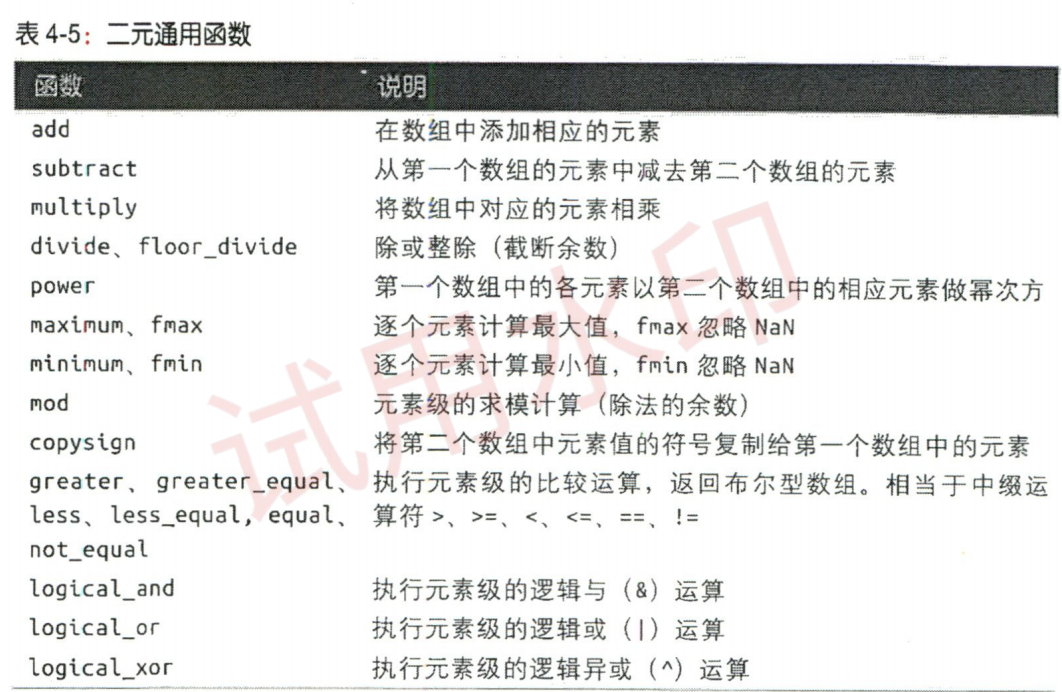 表 4-5：二元通用函数
函数 说明
add 在数组中添加相应的元素
subtract 从第一个数组的元素中减去第二个数组的元素
multiply 将数组中对应的元素相乘
divide、floor_divide 除或整除（截断余数）
power 第一个数组中的各元素以第二个数组中的相应元素做幂次方
maximum、fmax 逐个元素计算最大值，fmax 忽略 NaN
minimum、fmin 逐个元素计算最小值，fmin 忽略 NaN
mod 元素级的求模计算（除法的余数）
copysign 将第二个数组中元素值的符号复制给第一个数组中的元素
greater、greater_equal、 执行元素级的比较运算，返回布尔型数组。相当于中缀运
less、less_equal, equal、 算符 >、>=、<、<=、==、!=
not_equal
logical_and 执行元素级的逻辑与（&）运算
logical_or 执行元素级的逻辑或（|）运算
logical_xor 执行元素级的逻辑异或（^）运算
试用水印